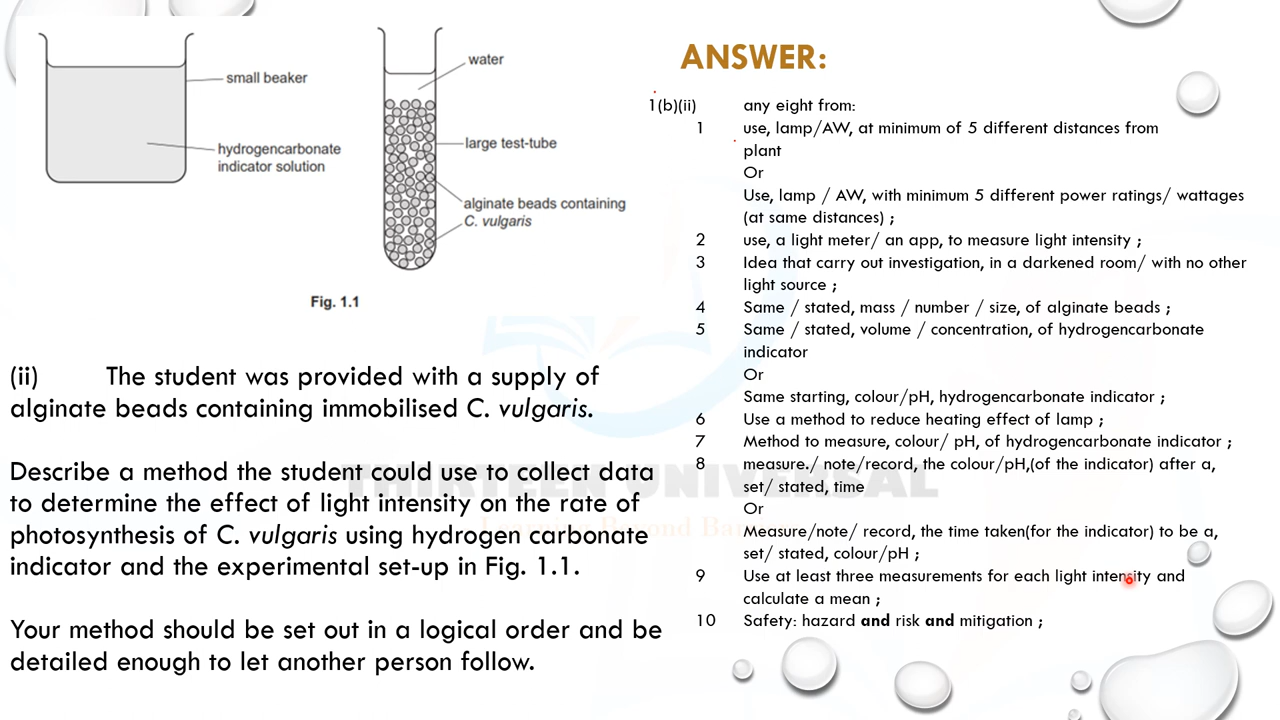 small beaker
hydrogencarbonate
indicator solution
water
large test-tube
alginate beads containing
C. vulgaris
Fig. 1.1
(ii) The student was provided with a supply of
alginate beads containing immobilised C. vulgaris.
Describe a method the student could use to collect data
to determine the effect of light intensity on the rate of
photosynthesis of C. vulgaris using hydrogen carbonate
indicator and the experimental set-up in Fig. 1.1.
Your method should be set out in a logical order and be
detailed enough to let another person follow.
ANSWER:
1(b)(ii) any eight from:
1 use, lamp/AW, at minimum of 5 different distances from
plant
Or
Use, lamp / AW, with minimum 5 different power ratings/ wattages
(at same distances) ;
2 use, a light meter/ an app, to measure light intensity ;
3 Idea that carry out investigation, in a darkened room/ with no other
light source ;
4 Same / stated, mass / number / size, of alginate beads ;
5 Same / stated, volume / concentration, of hydrogencarbonate
indicator
Or
Same starting, colour/pH, hydrogencarbonate indicator ;
6 Use a method to reduce heating effect of lamp ;
7 Method to measure, colour/ pH, of hydrogencarbonate indicator ;
8 measure./ note/record, the colour/pH,(of the indicator) after a,
set/ stated, time
Or
Measure/note/ record, the time taken(for the indicator) to be a,
set/ stated, colour/pH ;
9 Use at least three measurements for each light intensity and
calculate a mean ;
10 Safety: hazard and risk and mitigation ;
THIRTEEN UNIVERSAL